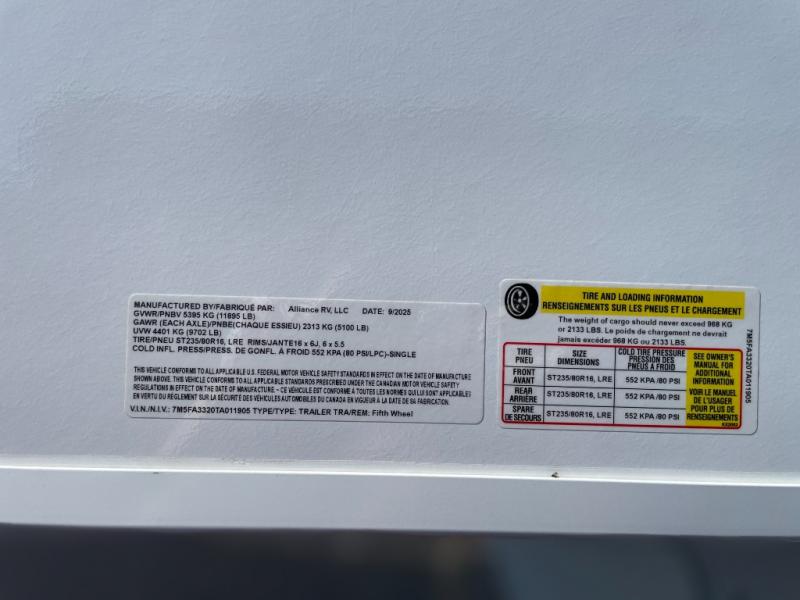 MANUFACTURED BY/FABRIQUÉ PAR: Alliance RV, LLC DATE: 9/2025
GVWR/PNBV 5395 KG (11895 LB)
GAWR (EACH AXLE)/PNBE(CHAQUE ESSIEU) 2313 KG (5100 LB)
UVW 4401 KG (9702 LB)
TIRE/PNEU ST235/80R16, LRE RIMS/JANTE16 x 6J, 6 x 5.5
COLD INFL. PRESS/PRESS. DE GONFL. À FROID 552 KPA (80 PSI/LPC)-SINGLE
THIS VEHICLE CONFORMS TO ALL APPLICABLE U.S. FEDERAL MOTOR VEHICLE SAFETY STANDARDS IN EFFECT ON THE DATE OF MANUFACTURE
SHOWN ABOVE. THIS VEHICLE CONFORMS TO ALL APPLICABLE STANDARDS PRESCRIBED UNDER THE CANADIAN MOTOR VEHICLE SAFETY
REGULATIONS IN EFFECT ON THE DATE OF MANUFACTURE - CE VÉHICULE EST CONFORME À TOUTES LES NORMES QUI LUI SONT APPLICABLES
EN VERTU DU RÈGLEMENT SUR LA SÉCURITÉ DES VÉHICULES AUTOMOBILES DU CANADA EN VIGUEUR À LA DATE DE SA FABRICATION.
V.I.N./N.I.V.: 7M5FA3320TA011905 TYPE/TYPE: TRAILER TRA/REM: Fifth Wheel
TIRE AND LOADING INFORMATION
RENSEIGNEMENTS SUR LES PNEUS ET LE CHARGEMENT
The weight of cargo should never exceed 968 KG
or 2133 LBS. Le poids de chargement ne devrait
jamais excéder 968 KG ou 2133 LBS.
TIRE PNEU SIZE DIMENSIONS COLD TIRE PRESSURE PRESSION DES PNEUS À FROID
FRONT AVANT ST235/80R16, LRE 552 KPA /80 PSI
REAR ARRIÈRE ST235/80R16, LRE 552 KPA /80 PSI
SPARE DE SECOURS ST235/80R16, LRE 552 KPA /80 PSI
SEE OWNER'S
MANUAL FOR
ADDITIONAL
INFORMATION
VOIR LE MANUEL
DE L'USAGER
POUR PLUS DE
RENSEIGNEMENTS
7M5FA3320TA011905